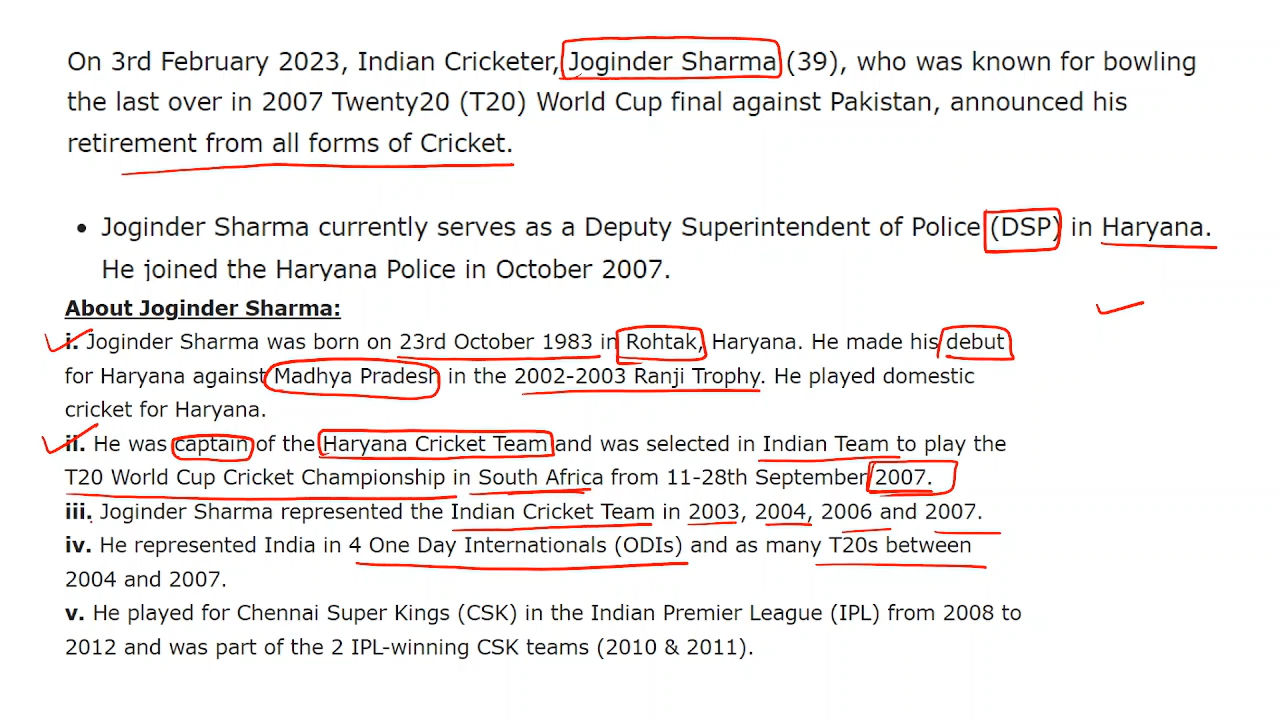 On 3rd February 2023, Indian Cricketer, Joginder Sharma (39), who was known for bowling
the last over in 2007 Twenty20 (T20) World Cup final against Pakistan, announced his
retirement from all forms of Cricket.
• Joginder Sharma currently serves as a Deputy Superintendent of Police (DSP) in Haryana.
He joined the Haryana Police in October 2007.
About Joginder Sharma:
i. Joginder Sharma was born on 23rd October 1983 in Rohtak, Haryana. He made his debut
for Haryana against Madhya Pradesh in the 2002-2003 Ranji Trophy. He played domestic
cricket for Haryana.
ii. He was captain of the Haryana Cricket Team and was selected in Indian Team to play the
T20 World Cup Cricket Championship in South Africa from 11-28th September 2007.
iii. Joginder Sharma represented the Indian Cricket Team in 2003, 2004, 2006 and 2007.
iv. He represented India in 4 One Day Internationals (ODIs) and as many T20s between
2004 and 2007.
v. He played for Chennai Super Kings (CSK) in the Indian Premier League (IPL) from 2008 to
2012 and was part of the 2 IPL-winning CSK teams (2010 & 2011).